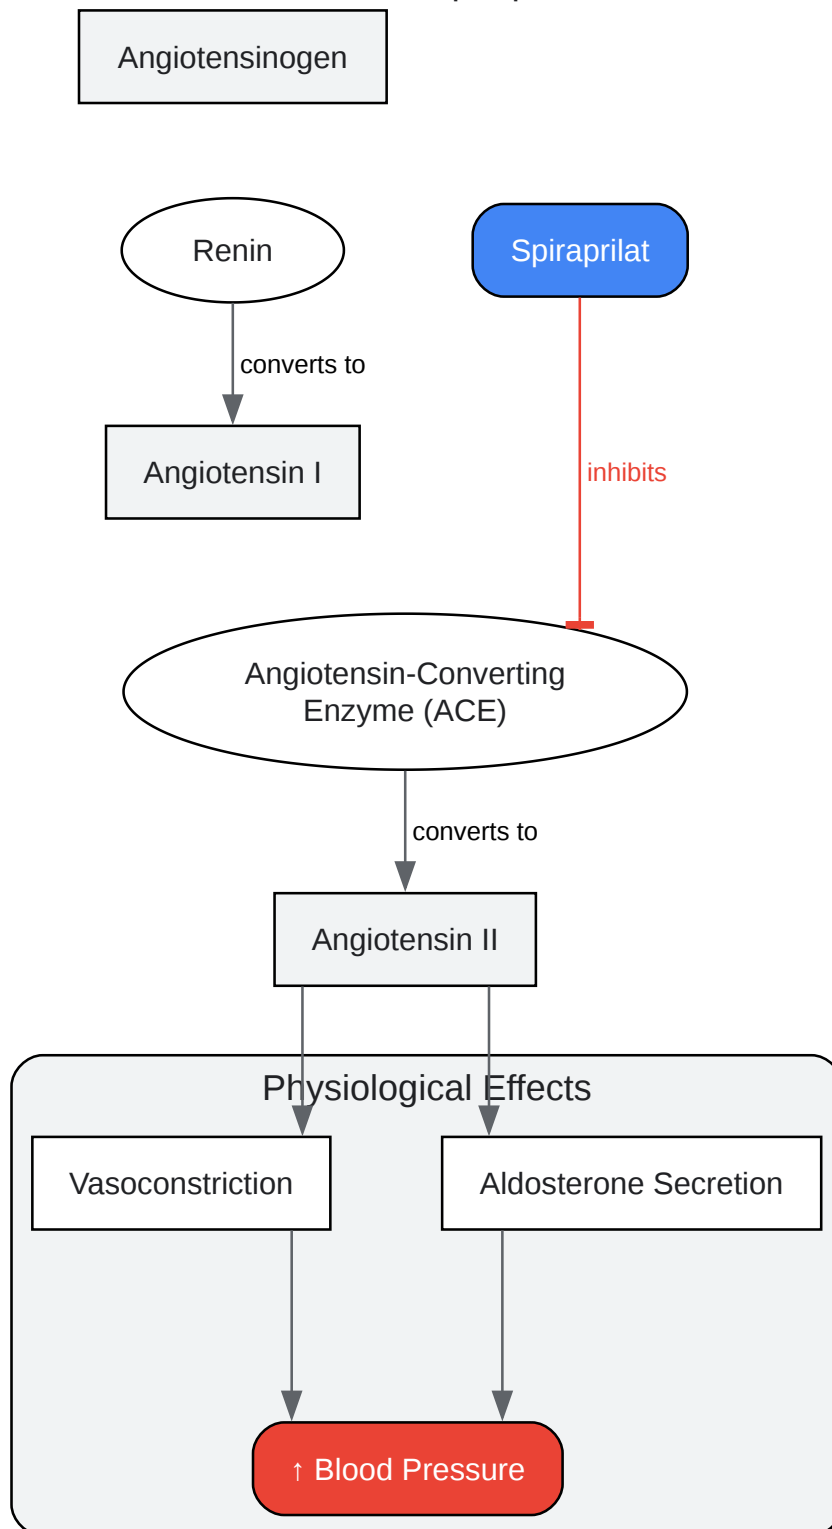 Angiotensinogen
Renin
Spiraprilat
converts to
Angiotensin I
inhibits
Angiotensin-Converting
Enzyme (ACE)
converts to
Angiotensin II
Physiological Effects
Vasoconstriction
Aldosterone Secretion
↑ Blood Pressure